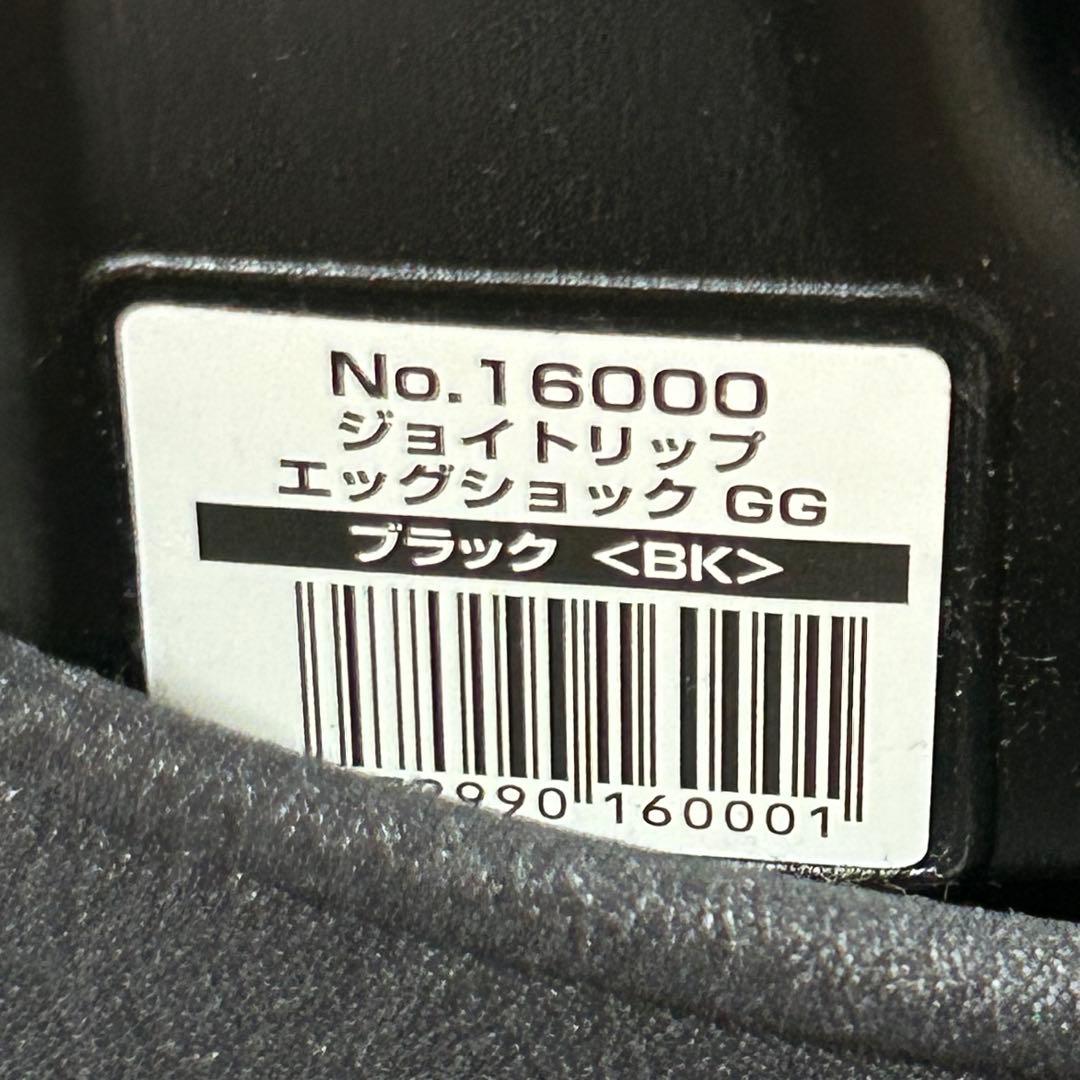 No.16000
ジョイトリップ
エッグショック GG
ブラック <BK>
990 160001